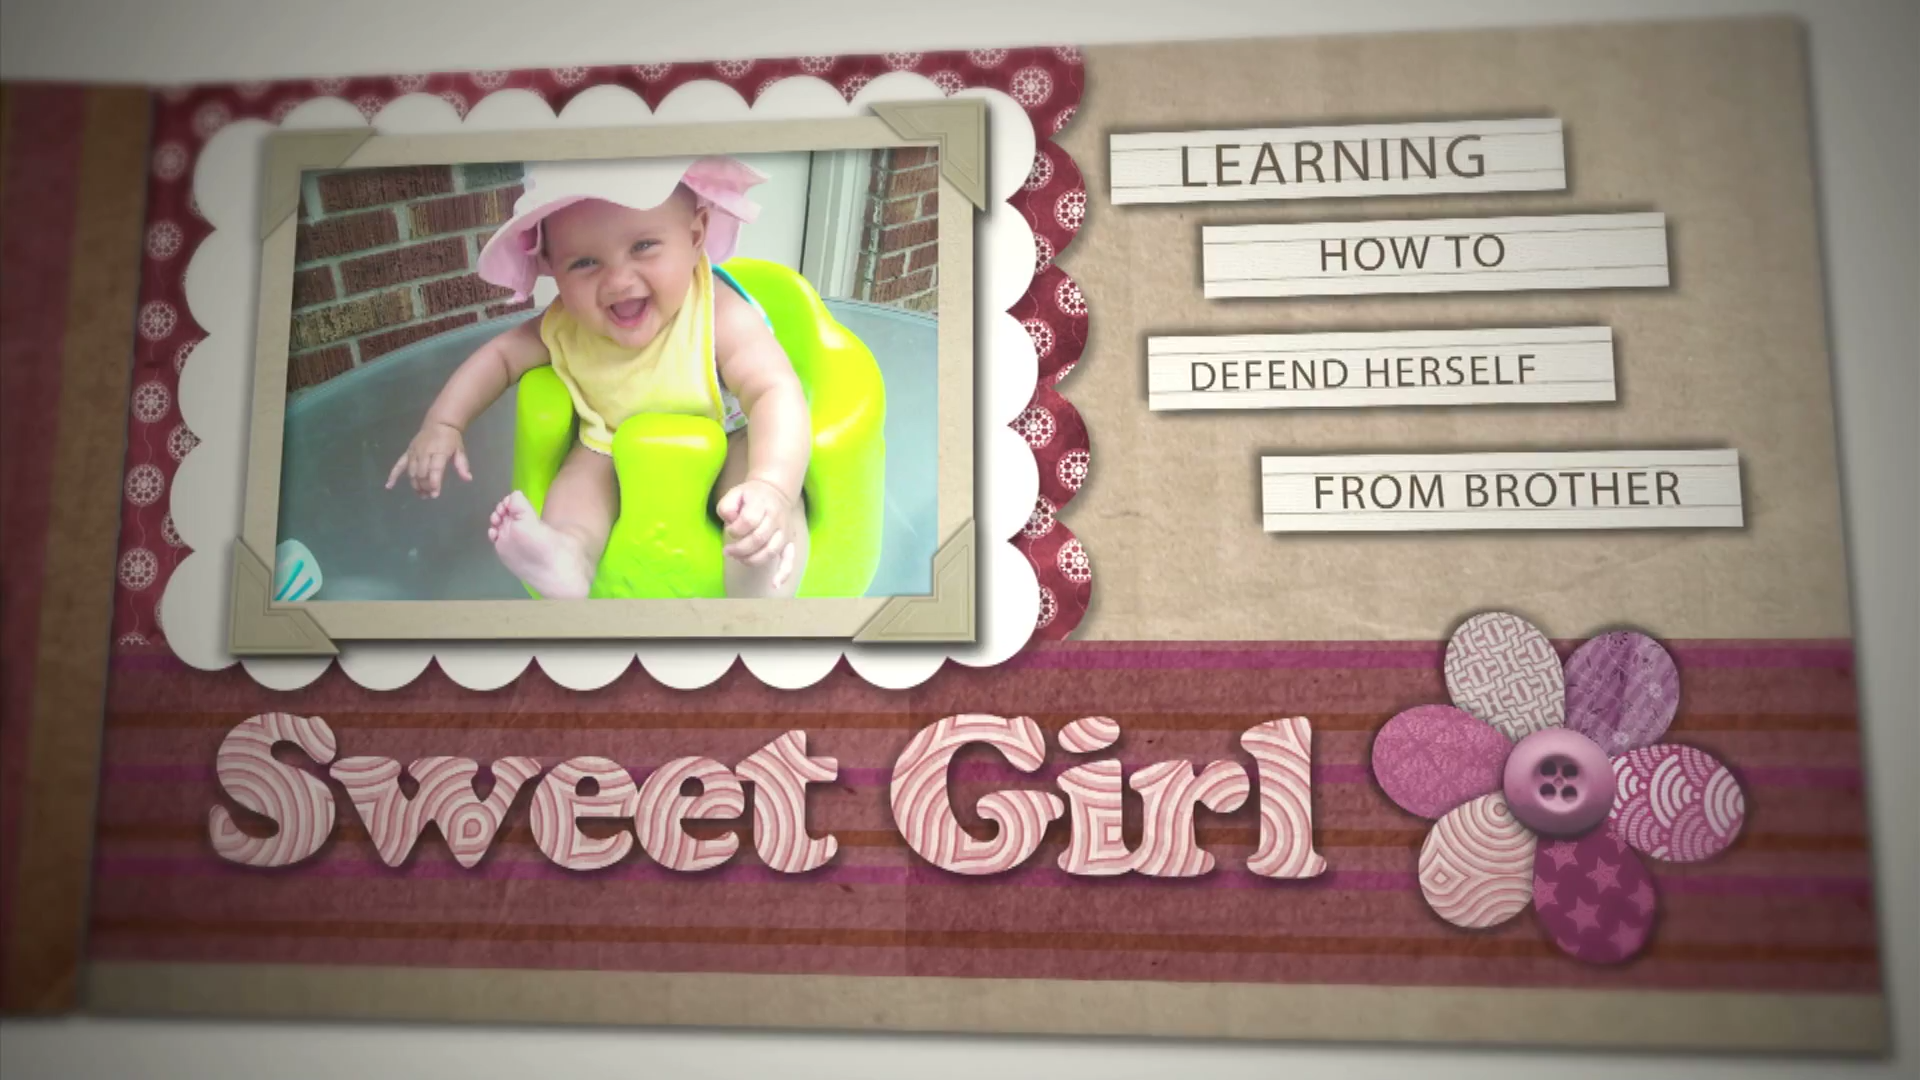 LEARNING
HOW TO
DEFEND HERSELF
FROM BROTHER
Sweet Girl